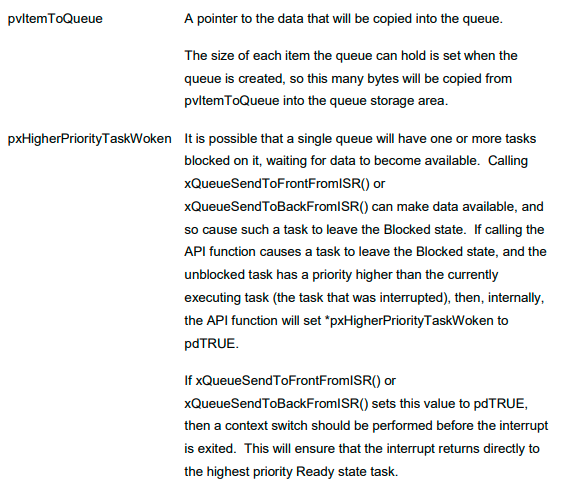 pvItemToQueue A pointer to the data that will be copied into the queue.
The size of each item the queue can hold is set when the
queue is created, so this many bytes will be copied from
pvItemToQueue into the queue storage area.
pxHigherPriorityTaskWoken It is possible that a single queue will have one or more tasks
blocked on it, waiting for data to become available. Calling
xQueueSendToFrontFromISR() or
xQueueSendToBackFromISR() can make data available, and
so cause such a task to leave the Blocked state. If calling the
API function causes a task to leave the Blocked state, and the
unblocked task has a priority higher than the currently
executing task (the task that was interrupted), then, internally,
the API function will set *pxHigherPriorityTaskWoken to
pdTRUE.
If xQueueSendToFrontFromISR() or
xQueueSendToBackFromISR() sets this value to pdTRUE,
then a context switch should be performed before the interrupt
is exited. This will ensure that the interrupt returns directly to
the highest priority Ready state task.